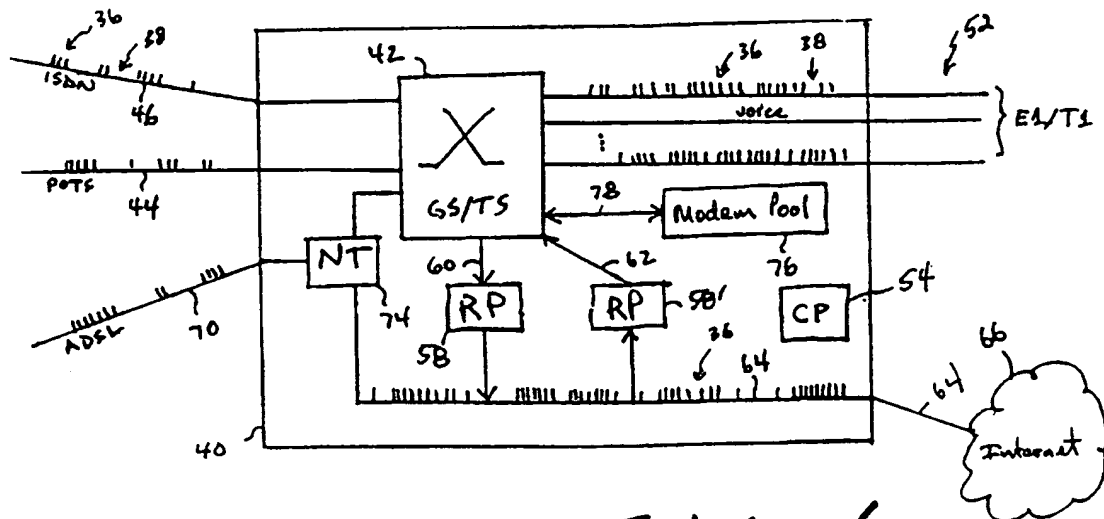 36
38
ISDN
46
42
36
38
52
voice
E1/T1
POTS
44
GS/TS
78
Modem Pool
76
NT
74
60
62
RP
58
RP
58'
CP
54
ADSL
70
36
64
66
64
Internet
40